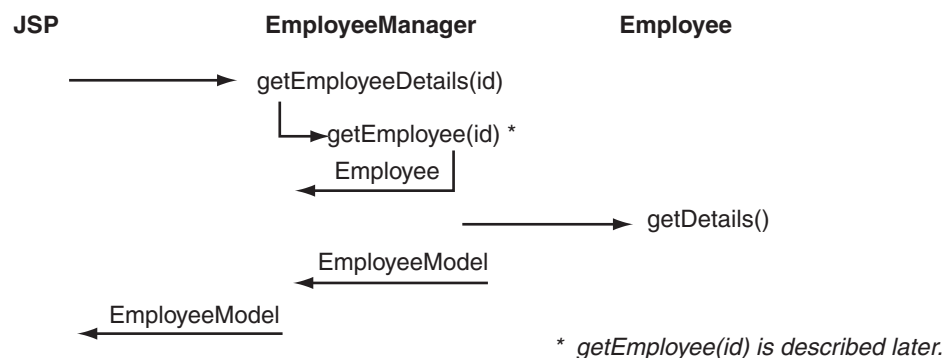 JSP EmployeeManager Employee
getEmployeeDetails(id)
getEmployee(id) *
Employee
getDetails()
EmployeeModel
EmployeeModel
* getEmployee(id) is described later.